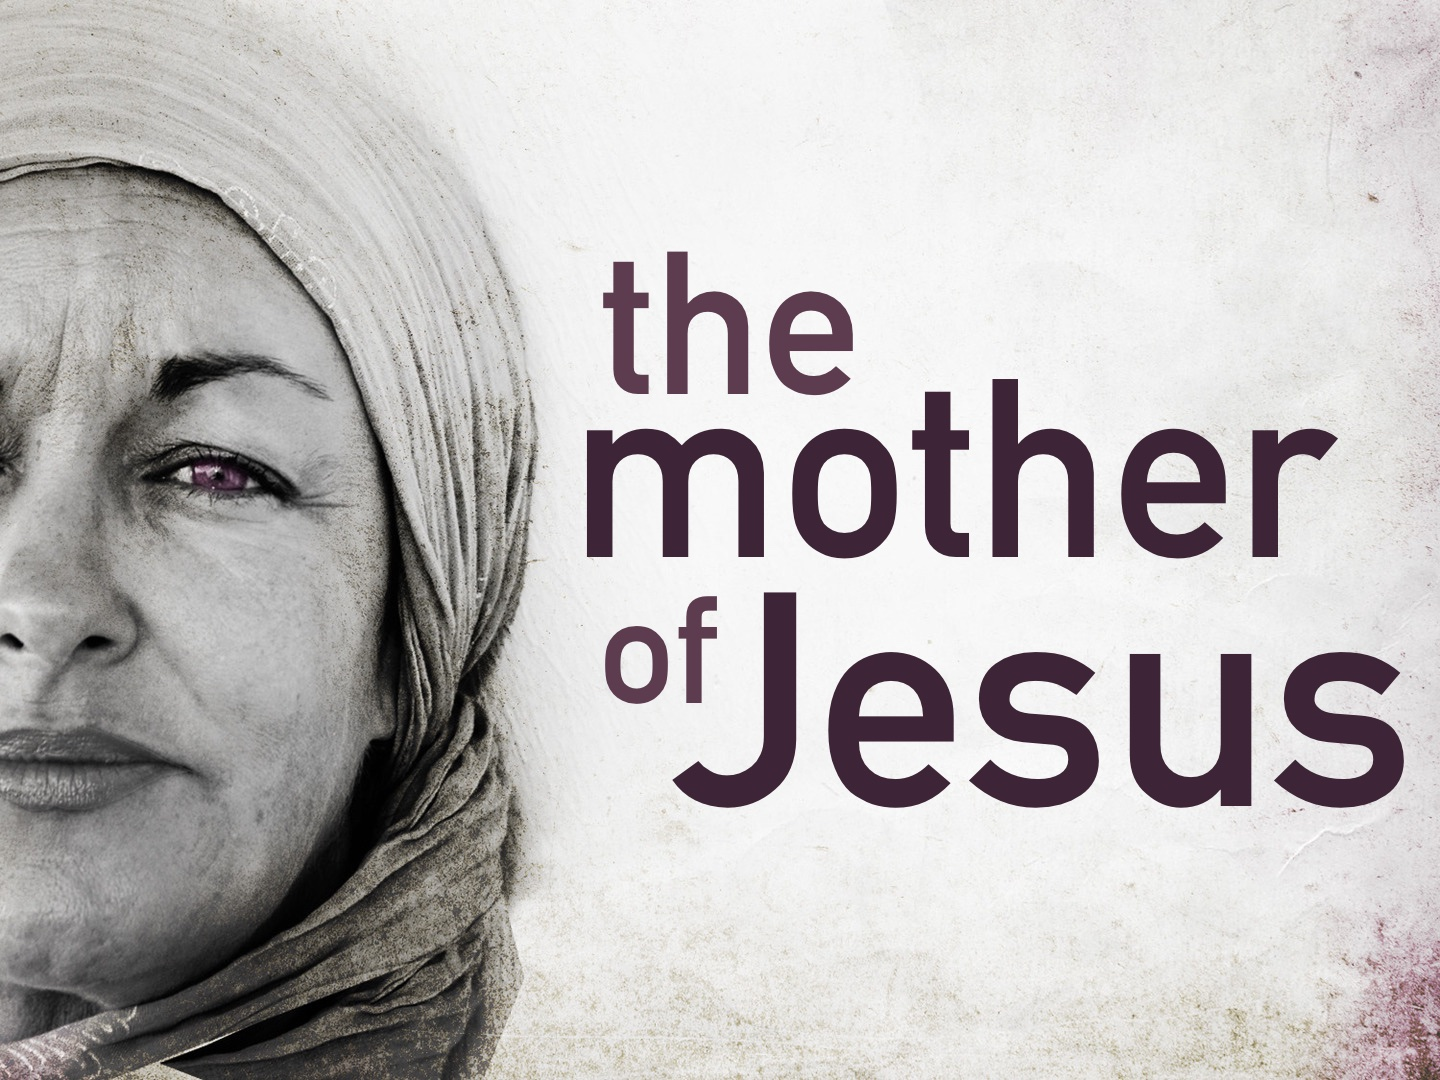 the
mother
of Jesus